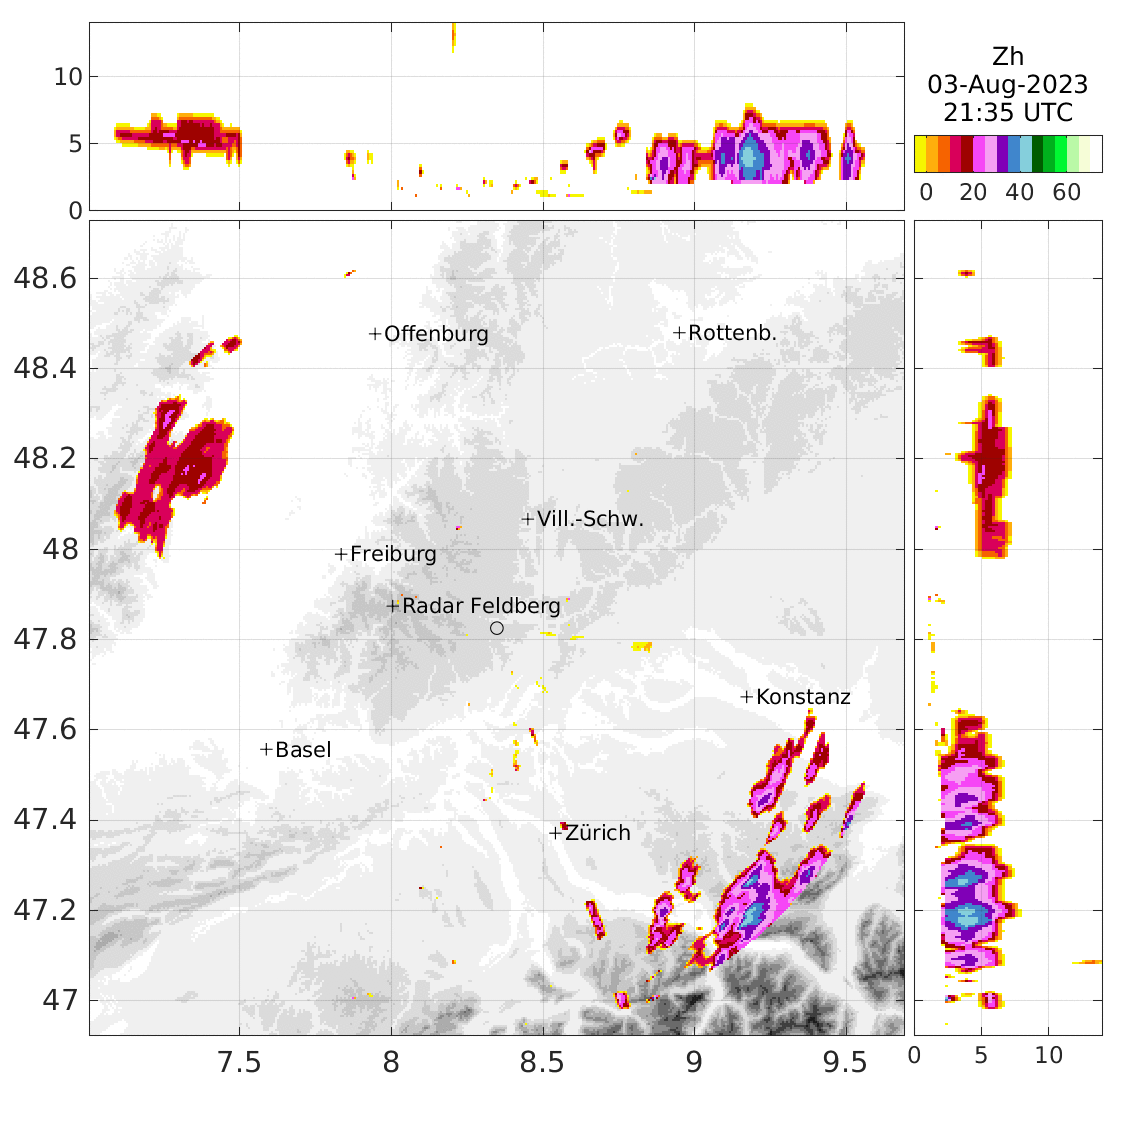 10
5
0
Zh
03-Aug-2023
21:35 UTC
0 20 40 60
48.6
48.4
48.2
48
47.8
47.6
47.4
47.2
47
+Offenburg
+Rottenb.
+Vill.-Schw.
+Freiburg
+Radar Feldberg
+Konstanz
+Basel
+Zürich
7.5 8 8.5 9 9.5
0 5 10